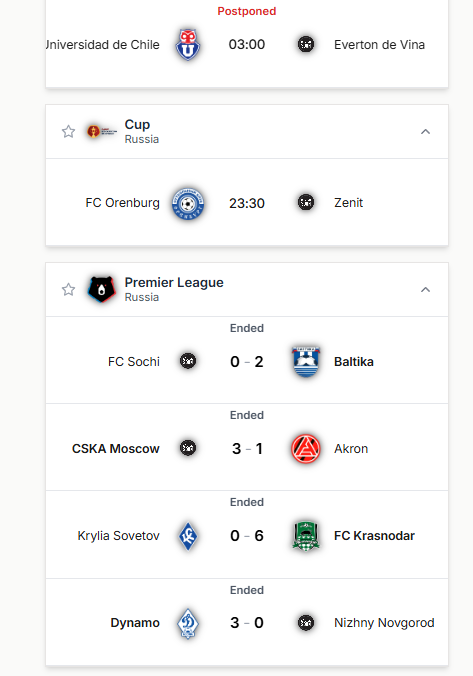 Postponed
Universidad de Chile 03:00 Everton de Vina
Cup
Russia
FC Orenburg 23:30 Zenit
Premier League
Russia
Ended
FC Sochi 0 - 2 Baltika
Ended
CSKA Moscow 3 - 1 Akron
Ended
Krylia Sovetov 0 - 6 FC Krasnodar
Ended
Dynamo 3 - 0 Nizhny Novgorod